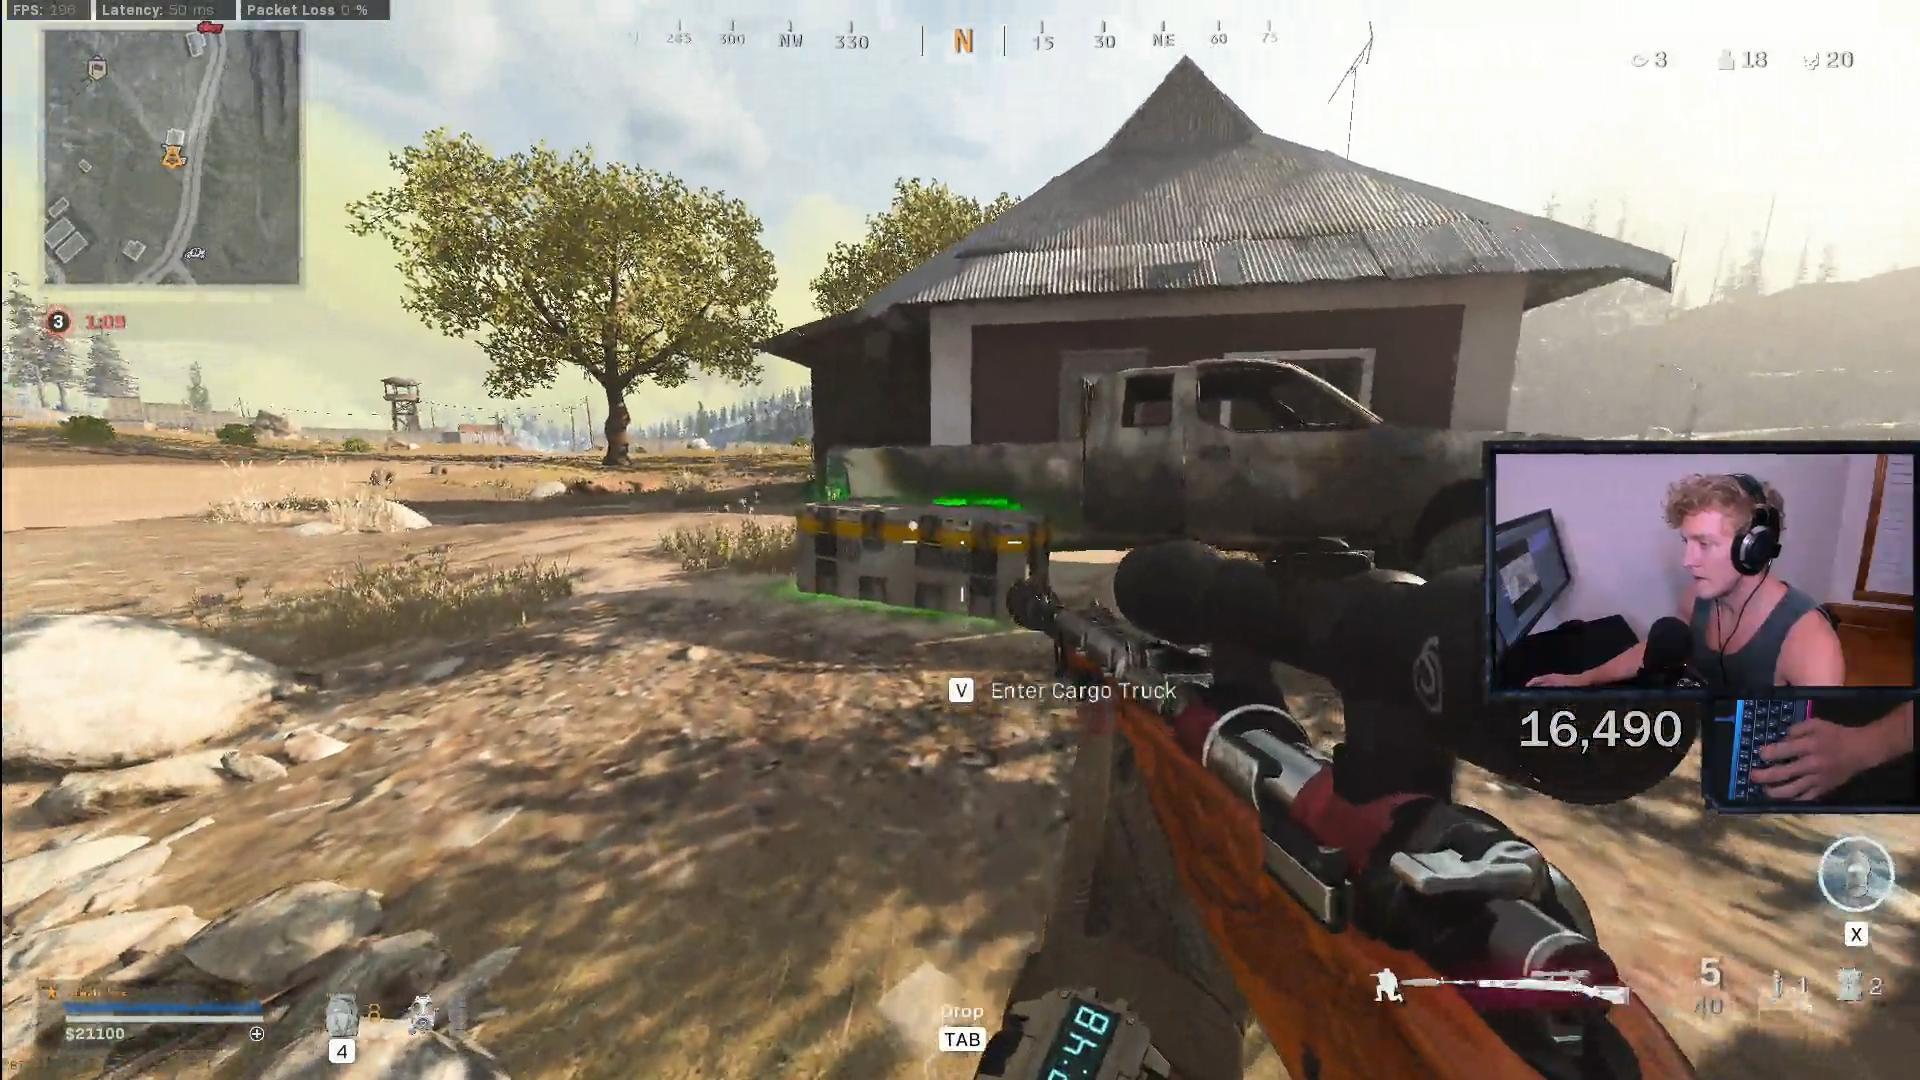 FPS: 196 Latency: 50 ms Packet Loss 0 %
285 300 NW 330 N 15 30 NE 60 75
3 18 20
3 1:09
V Enter Cargo Truck
16,490
X
5
40
1 2
$21100
4
Drop
TAB
:48